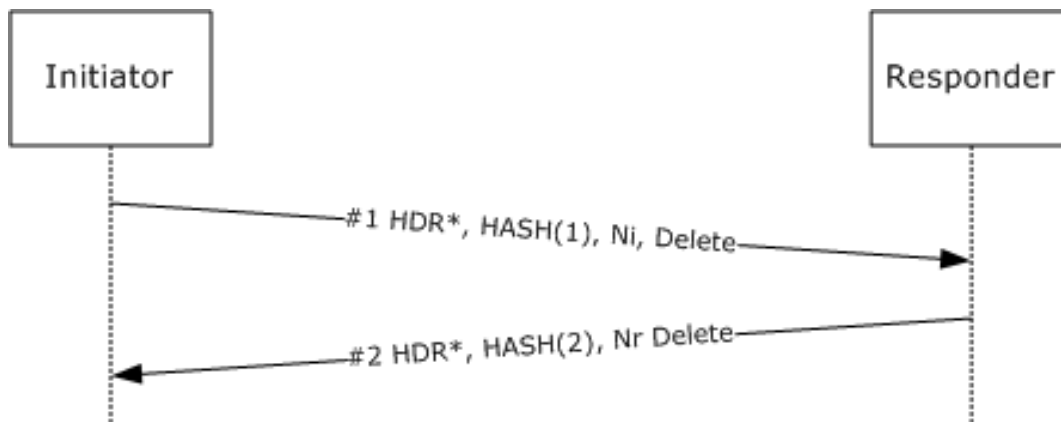 Initiator
Responder
#1 HDR*, HASH(1), Ni, Delete
#2 HDR*, HASH(2), Nr Delete